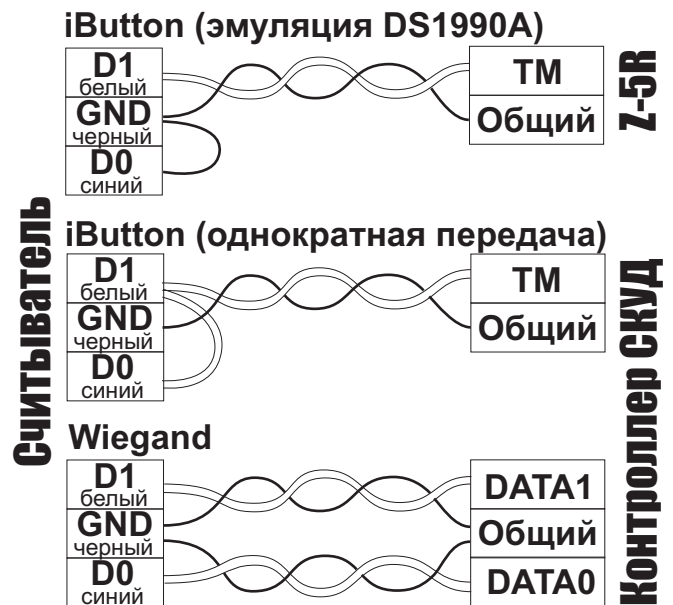 iButton (эмуляция DS1990A)
D1
белый
GND
черный
D0
синий
TM
Общий
Z-5R
Считыватель
iButton (однократная передача)
D1
белый
GND
черный
D0
синий
TM
Общий
Контроллер СКУД
Wiegand
D1
белый
GND
черный
D0
синий
DATA1
Общий
DATA0